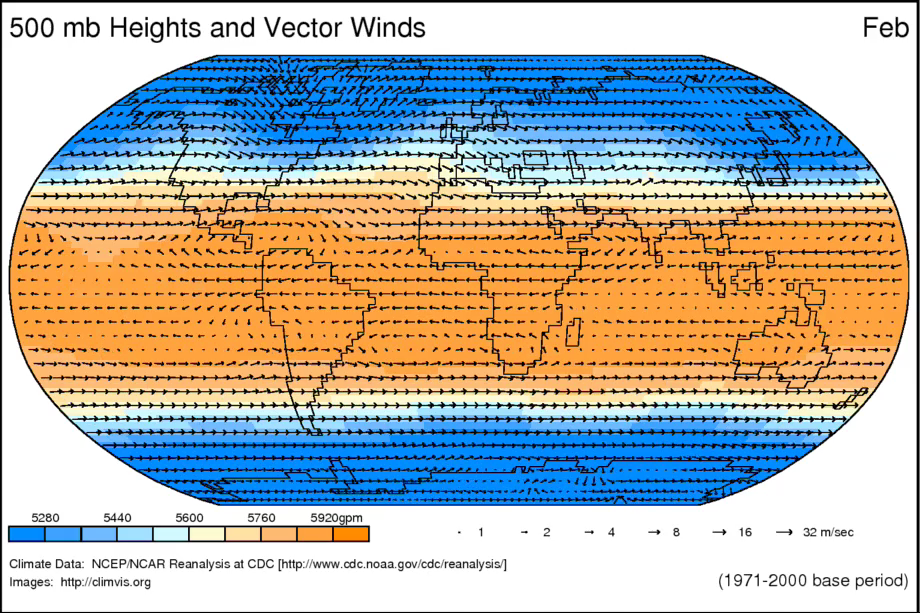 500 mb Heights and Vector Winds Feb
5280 5440 5600 5760 5920gpm
1 2 4 8 16 32 m/sec
Climate Data: NCEP/NCAR Reanalysis at CDC [http://www.cdc.noaa.gov/cdc/reanalysis/]
Images: http://climvis.org
(1971-2000 base period)